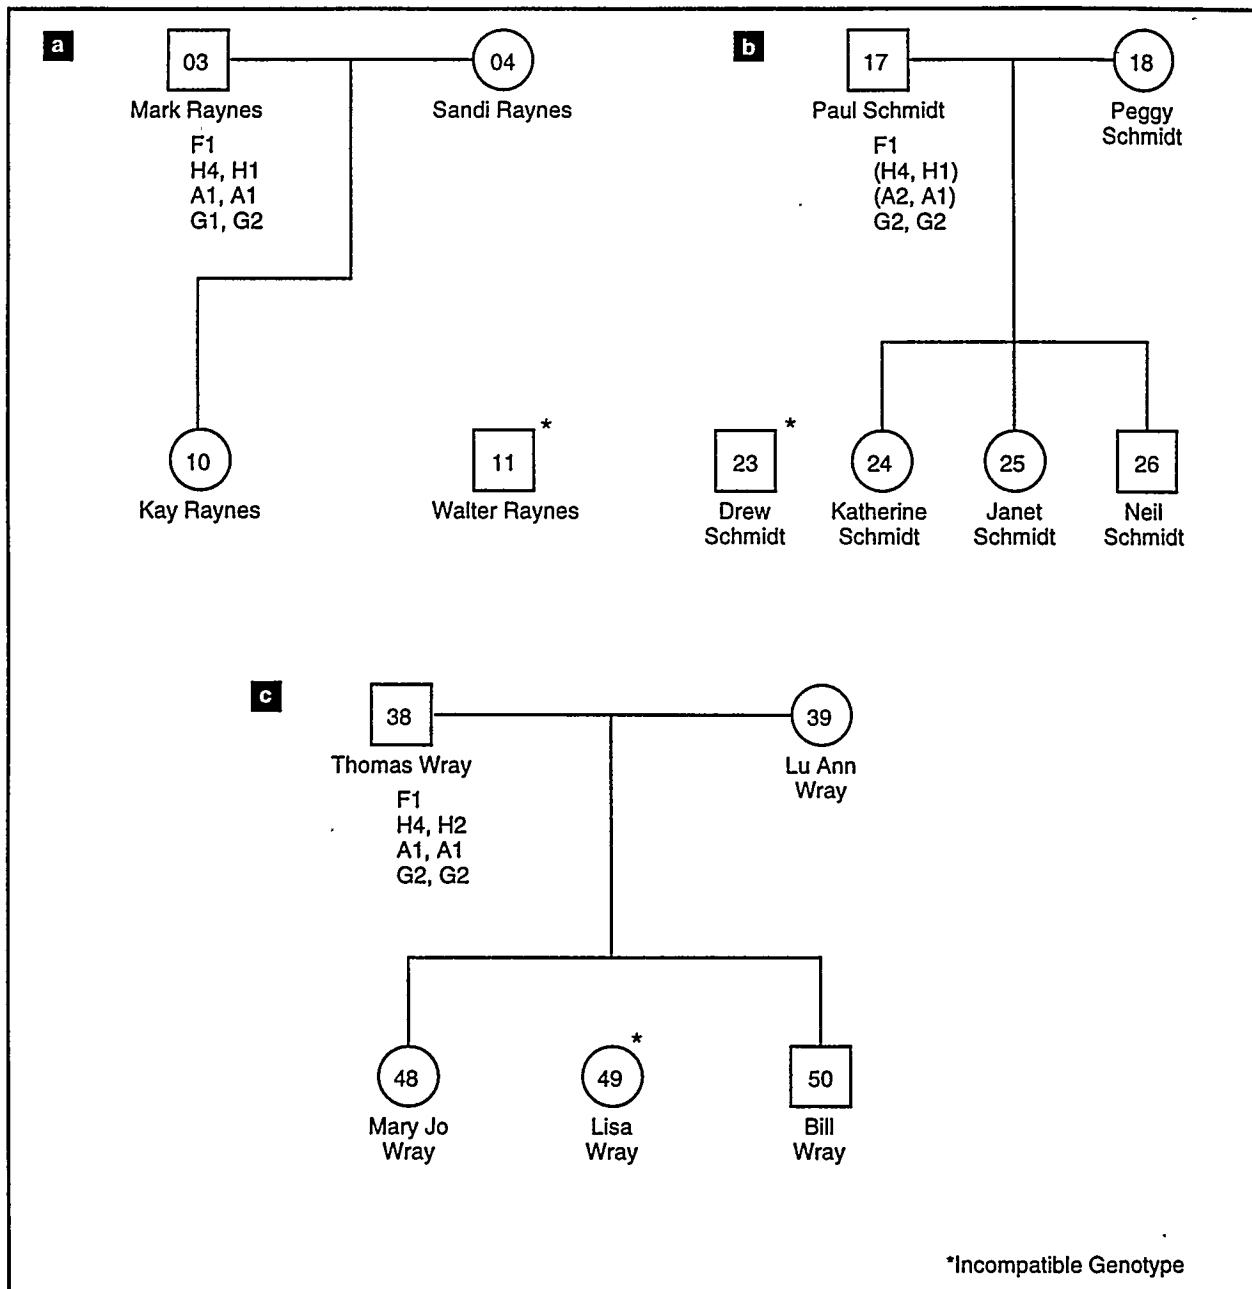 a
03
04
Mark Raynes
Sandi Raynes
F1
H4, H1
A1, A1
G1, G2
10
Kay Raynes
11
*
Walter Raynes
b
17
18
Paul Schmidt
Peggy
Schmidt
F1
(H4, H1)
(A2, A1)
G2, G2
23
*
24
25
26
Drew
Schmidt
Katherine
Schmidt
Janet
Schmidt
Neil
Schmidt
c
38
39
Thomas Wray
Lu Ann
Wray
F1
H4, H2
A1, A1
G2, G2
48
49
*
50
Mary Jo
Wray
Lisa
Wray
Bill
Wray
*Incompatible Genotype